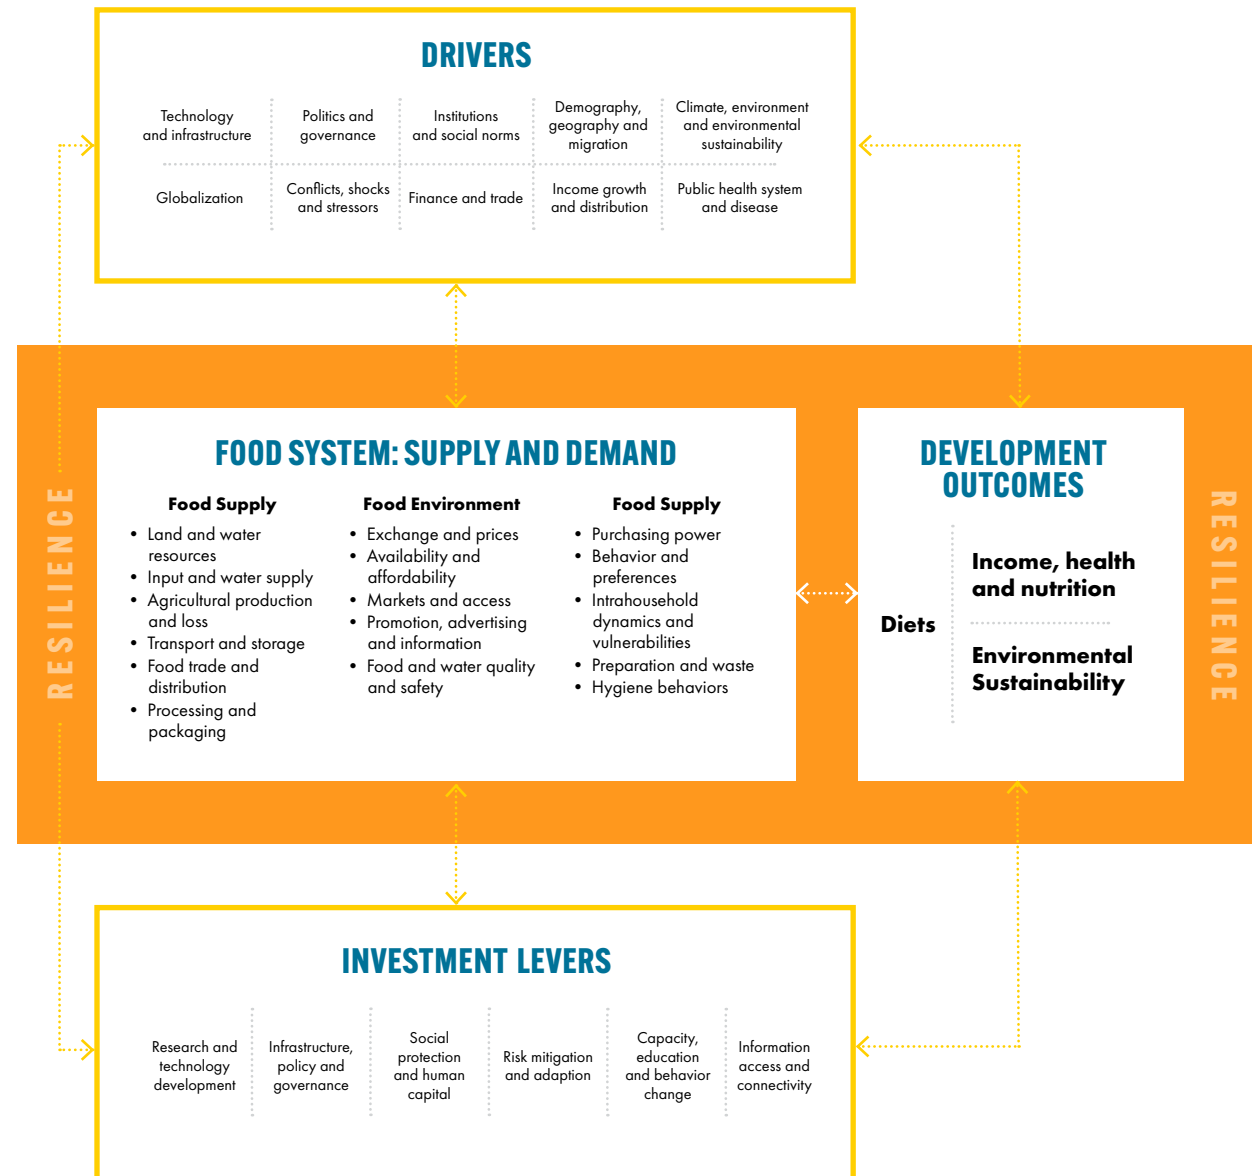 DRIVERS
Technology
and infrastructure
Politics and
governance
Institutions
and social norms
Demography,
geography and
migration
Climate, environment
and environmental
sustainability
Globalization
Conflicts, shocks
and stressors
Finance and trade
Income growth
and distribution
Public health system
and disease
RESILIENCE
FOOD SYSTEM: SUPPLY AND DEMAND
Food Supply
• Land and water
resources
• Input and water supply
• Agricultural production
and loss
• Transport and storage
• Food trade and
distribution
• Processing and
packaging
Food Environment
• Exchange and prices
• Availability and
affordability
• Markets and access
• Promotion, advertising
and information
• Food and water quality
and safety
Food Supply
• Purchasing power
• Behavior and
preferences
• Intrahousehold
dynamics and
vulnerabilities
• Preparation and waste
• Hygiene behaviors
DEVELOPMENT
OUTCOMES
Diets
Income, health
and nutrition
Environmental
Sustainability
RESILIENCE
INVESTMENT LEVERS
Research and
technology
development
Infrastructure,
policy and
governance
Social
protection
and human
capital
Risk mitigation
and adaption
Capacity,
education
and behavior
change
Information
access and
connectivity